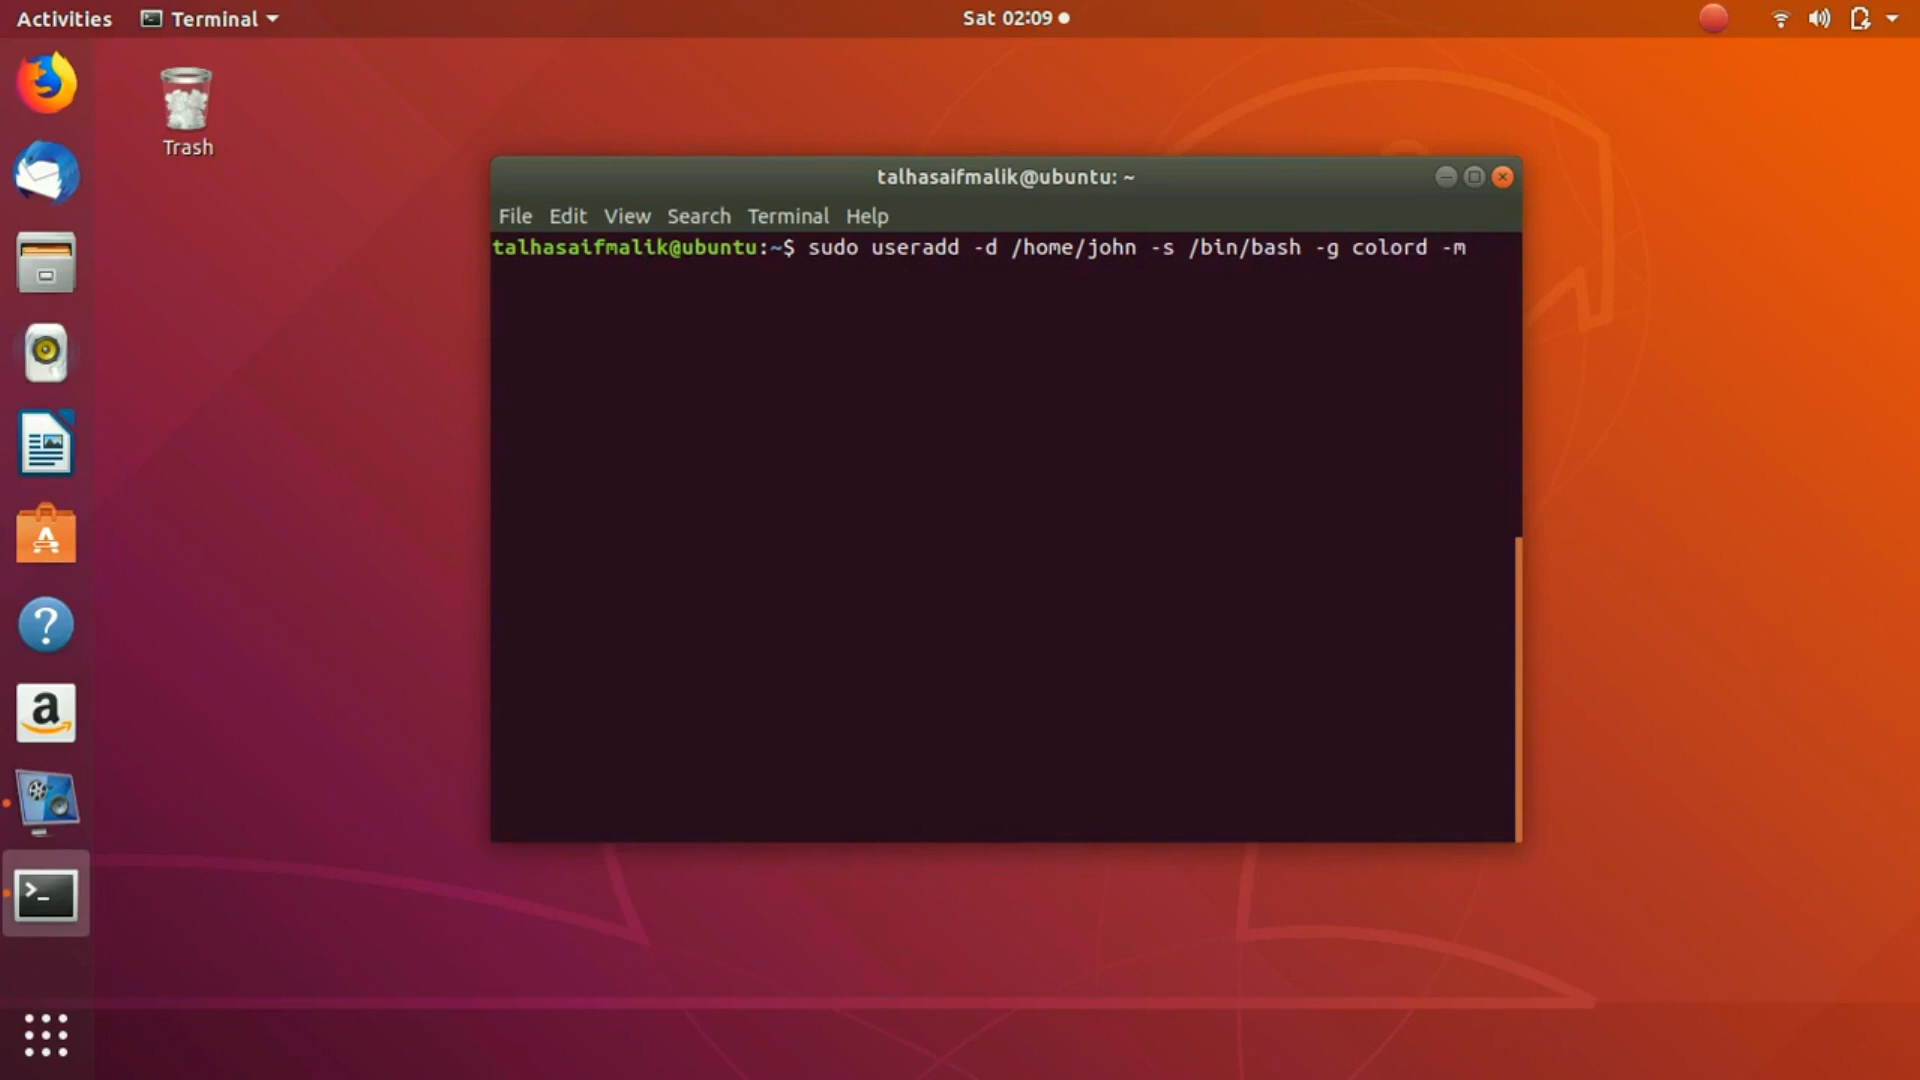 Activities
Terminal
Sat 02:09
Trash
talhasaifmalik@ubuntu: ~
File Edit View Search Terminal Help
talhasaifmalik@ubuntu:~$ sudo useradd -d /home/john -s /bin/bash -g colord -m